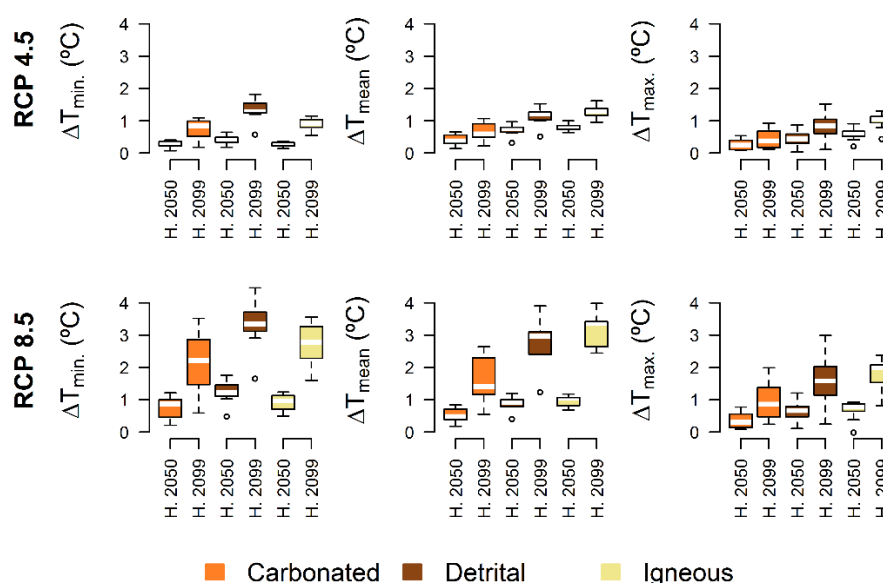 RCP 4.5
ΔTmin. (ºC)
4
3
2
1
0
H. 2050
H. 2099
H. 2050
H. 2099
H. 2050
H. 2099
ΔTmean (ºC)
4
3
2
1
0
H. 2050
H. 2099
H. 2050
H. 2099
H. 2050
H. 2099
ΔTmax. (ºC)
4
3
2
1
0
H. 2050
H. 2099
H. 2050
H. 2099
H. 2050
H. 2099
RCP 8.5
ΔTmin. (ºC)
4
3
2
1
0
H. 2050
H. 2099
H. 2050
H. 2099
H. 2050
H. 2099
ΔTmean (ºC)
4
3
2
1
0
H. 2050
H. 2099
H. 2050
H. 2099
H. 2050
H. 2099
ΔTmax. (ºC)
4
3
2
1
0
H. 2050
H. 2099
H. 2050
H. 2099
H. 2050
H. 2099
Carbonated Detrital Igneous